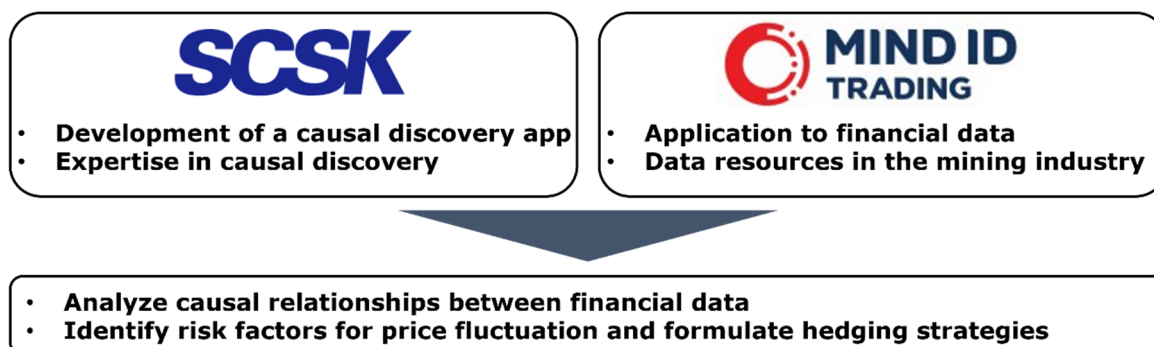 SCSK
• Development of a causal discovery app
• Expertise in causal discovery
MIND ID
TRADING
• Application to financial data
• Data resources in the mining industry
• Analyze causal relationships between financial data
• Identify risk factors for price fluctuation and formulate hedging strategies